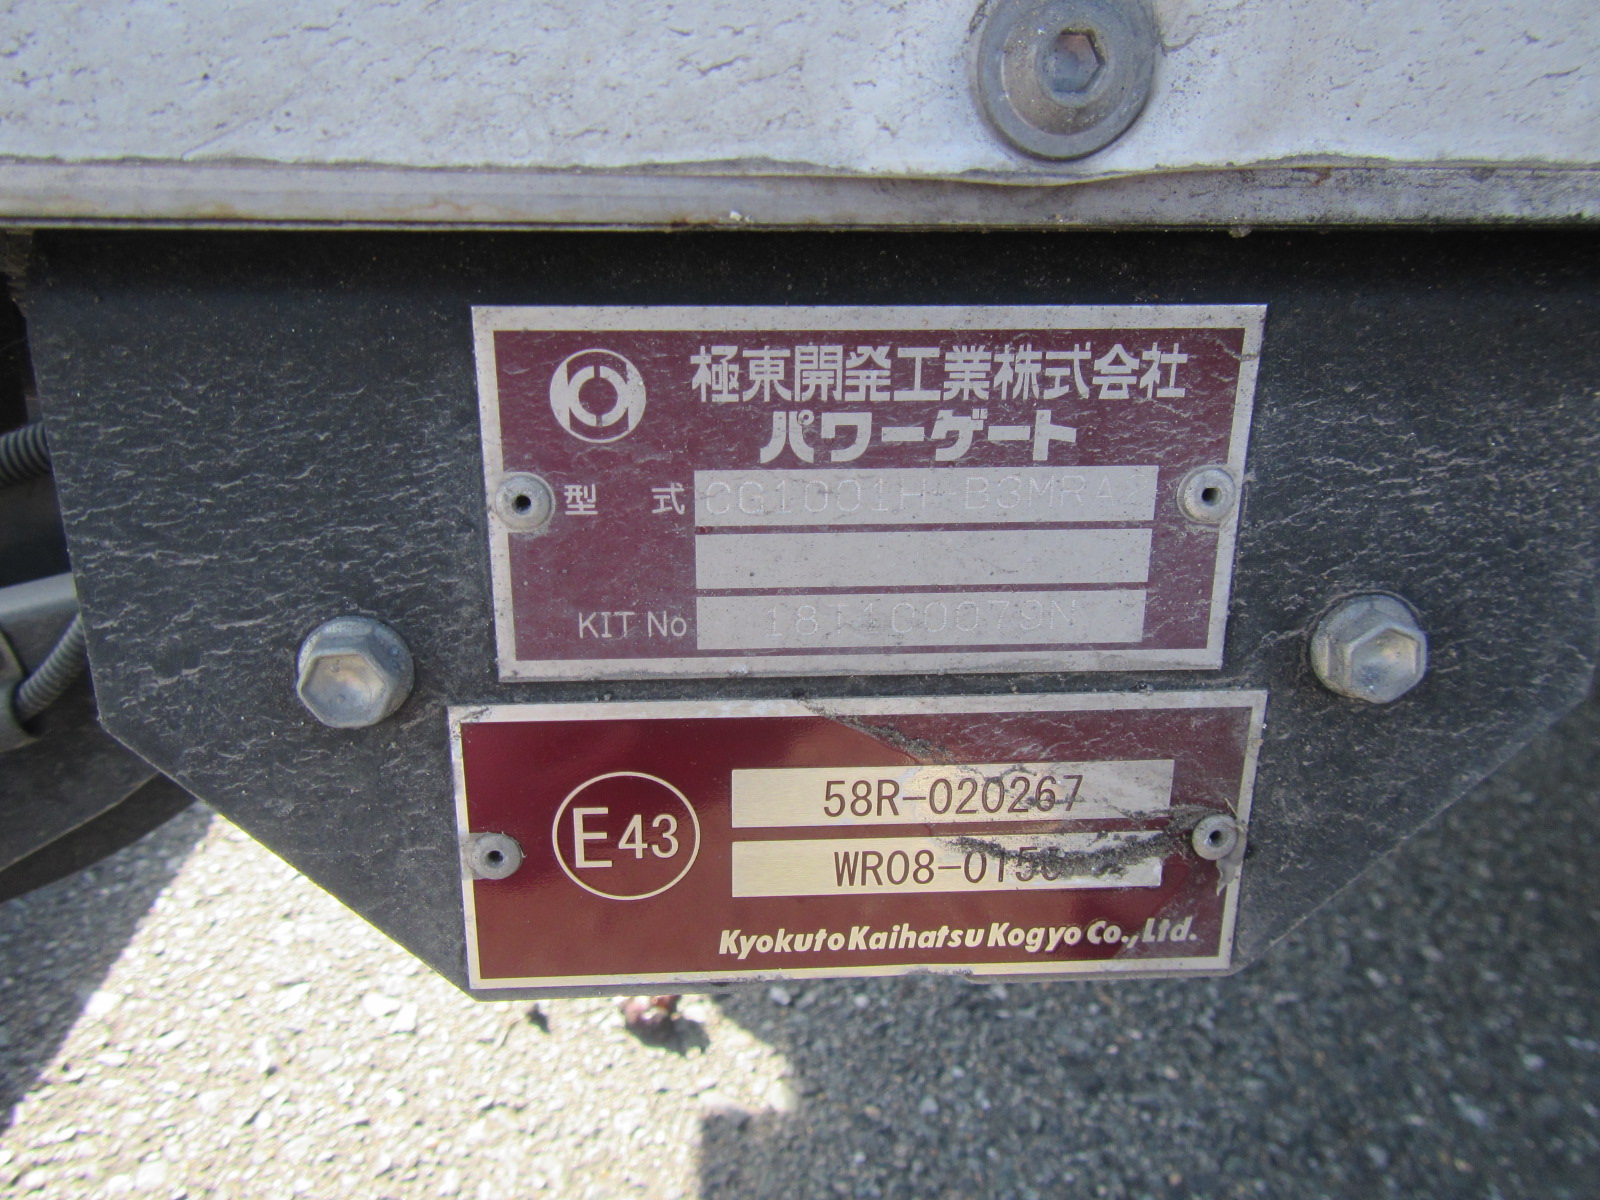 極東開発工業株式会社
パワーゲート
型 式
KIT No 18T100079N
E43
58R-020267
Kyokuto Kaihatsu Kogyo Co., Ltd.